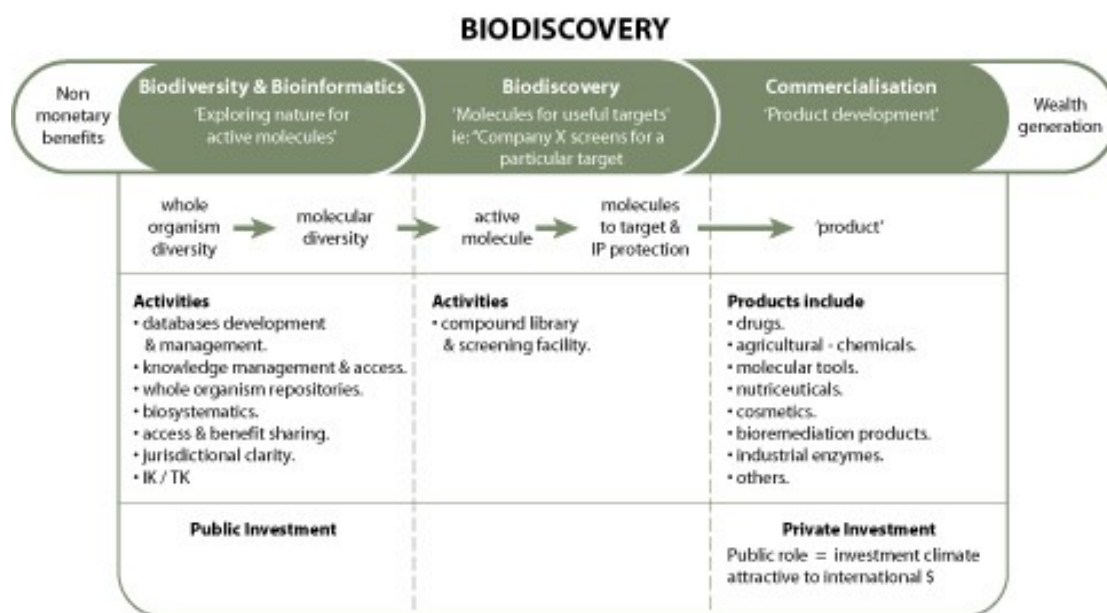 BIODISCOVERY
Non
monetary
benefits
Biodiversity & Bioinformatics
'Exploring nature for
active molecules'
Biodiscovery
'Molecules for useful targets'
ie: "Company X screens for a
particular target
Commercialisation
'Product development'
Wealth
generation
whole
organism
diversity
molecular
diversity
active
molecule
molecules
to target &
IP protection
'product'
Activities
• databases development
& management.
• knowledge management & access.
• whole organism repositories.
• biosystematics.
• access & benefit sharing.
• jurisdictional clarity.
• IK / TK
Activities
• compound library
& screening facility.
Products include
• drugs.
• agricultural - chemicals.
• molecular tools.
• nutriceuticals.
• cosmetics.
• bioremediation products.
• industrial enzymes.
• others.
Public Investment
Private Investment
Public role = investment climate
attractive to international $